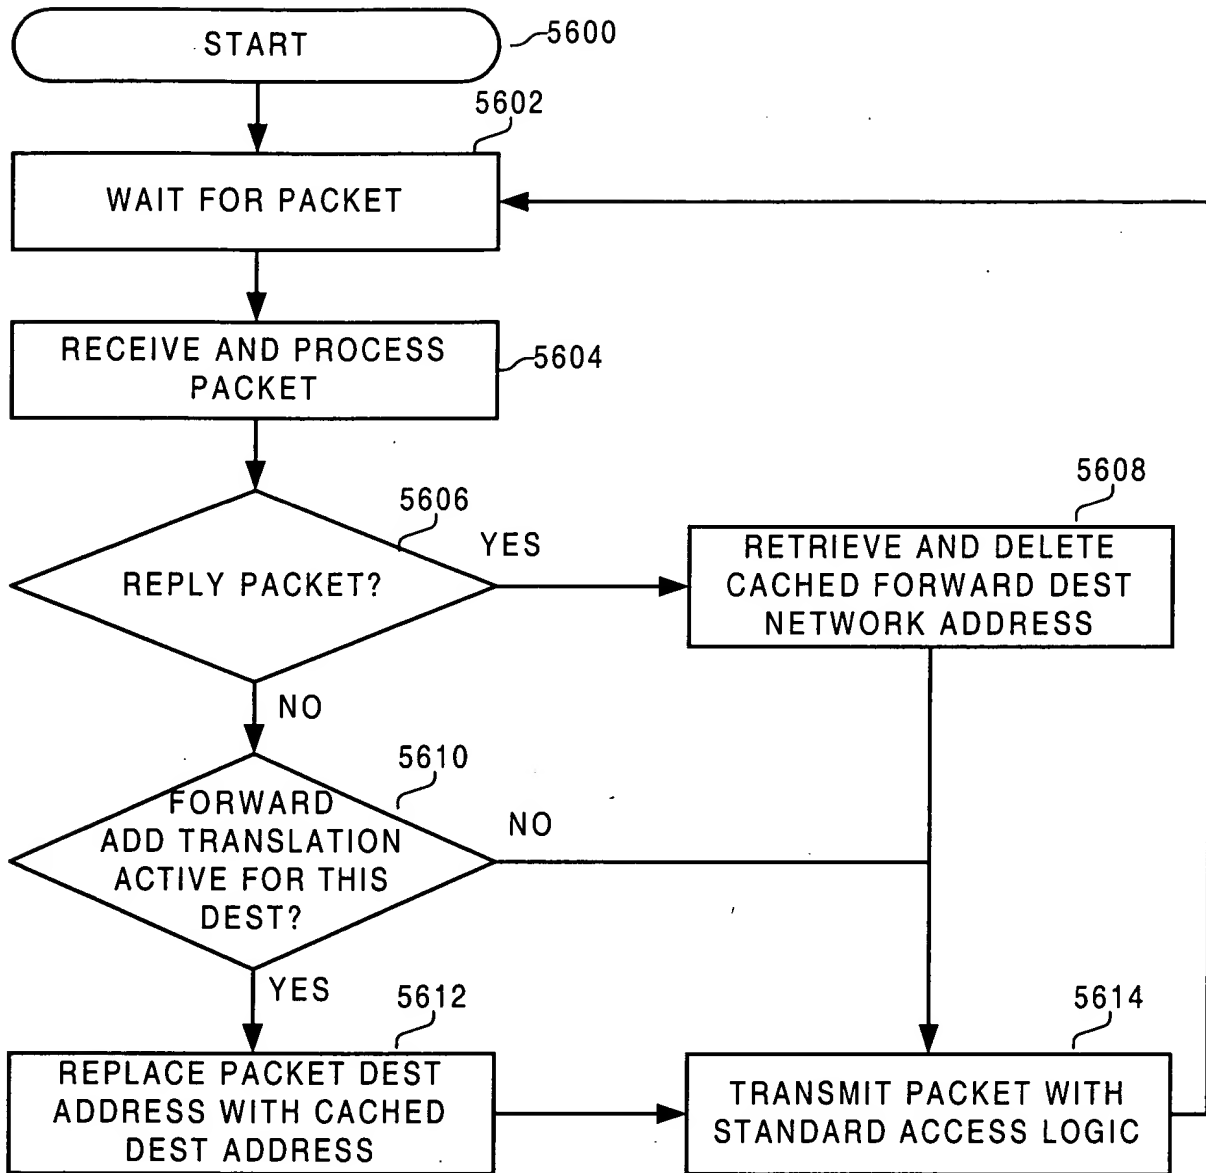 START
5600
5602
WAIT FOR PACKET
RECEIVE AND PROCESS
PACKET
5604
5606
REPLY PACKET?
YES
5608
RETRIEVE AND DELETE
CACHED FORWARD DEST
NETWORK ADDRESS
NO
5610
FORWARD
ADD TRANSLATION
ACTIVE FOR THIS
DEST?
NO
YES
5612
REPLACE PACKET DEST
ADDRESS WITH CACHED
DEST ADDRESS
5614
TRANSMIT PACKET WITH
STANDARD ACCESS LOGIC